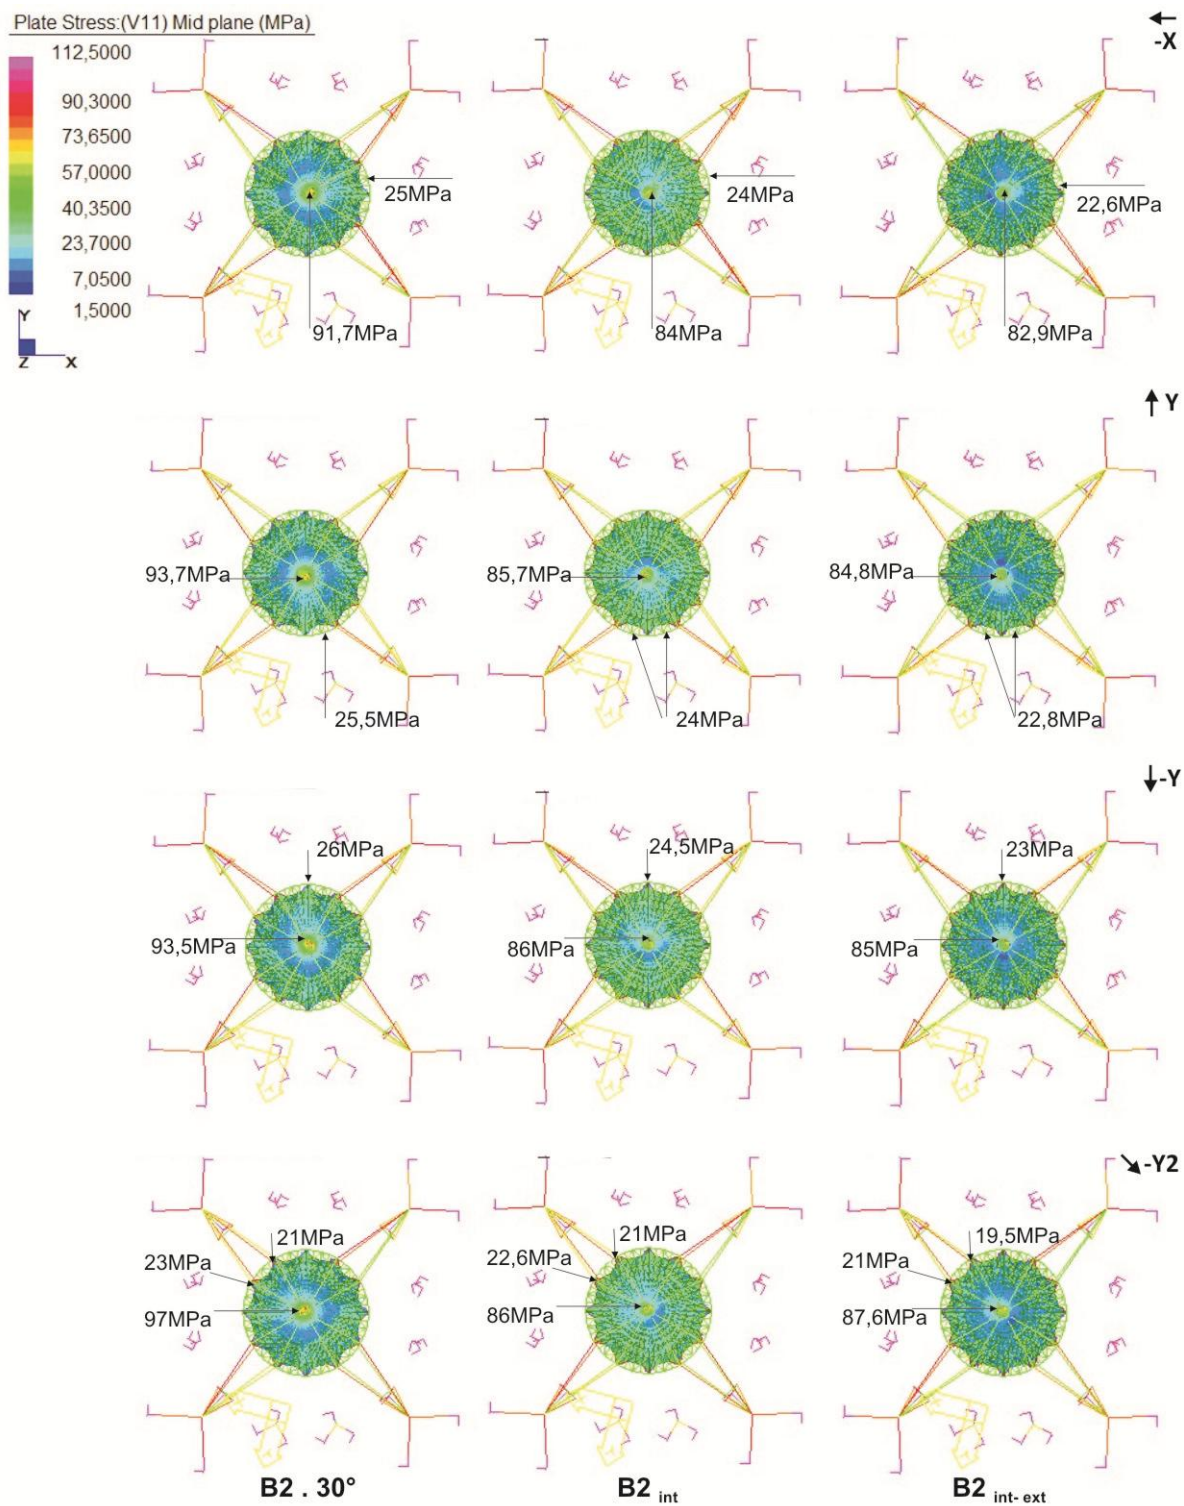 Plate Stress:(V11) Mid plane (MPa)
-X
112,5000
90,3000
73,6500
57,0000
40,3500
23,7000
7,0500
1,5000
Y
Z X
25MPa
24MPa
22,6MPa
91,7MPa
84MPa
82,9MPa
Y
93,7MPa
85,7MPa
84,8MPa
25,5MPa
24MPa
22,8MPa
-Y
26MPa
24,5MPa
23MPa
93,5MPa
86MPa
85MPa
-Y2
21MPa
21MPa
19,5MPa
23MPa
22,6MPa
21MPa
97MPa
86MPa
87,6MPa
B2 . 30°
B2 int
B2 int- ext